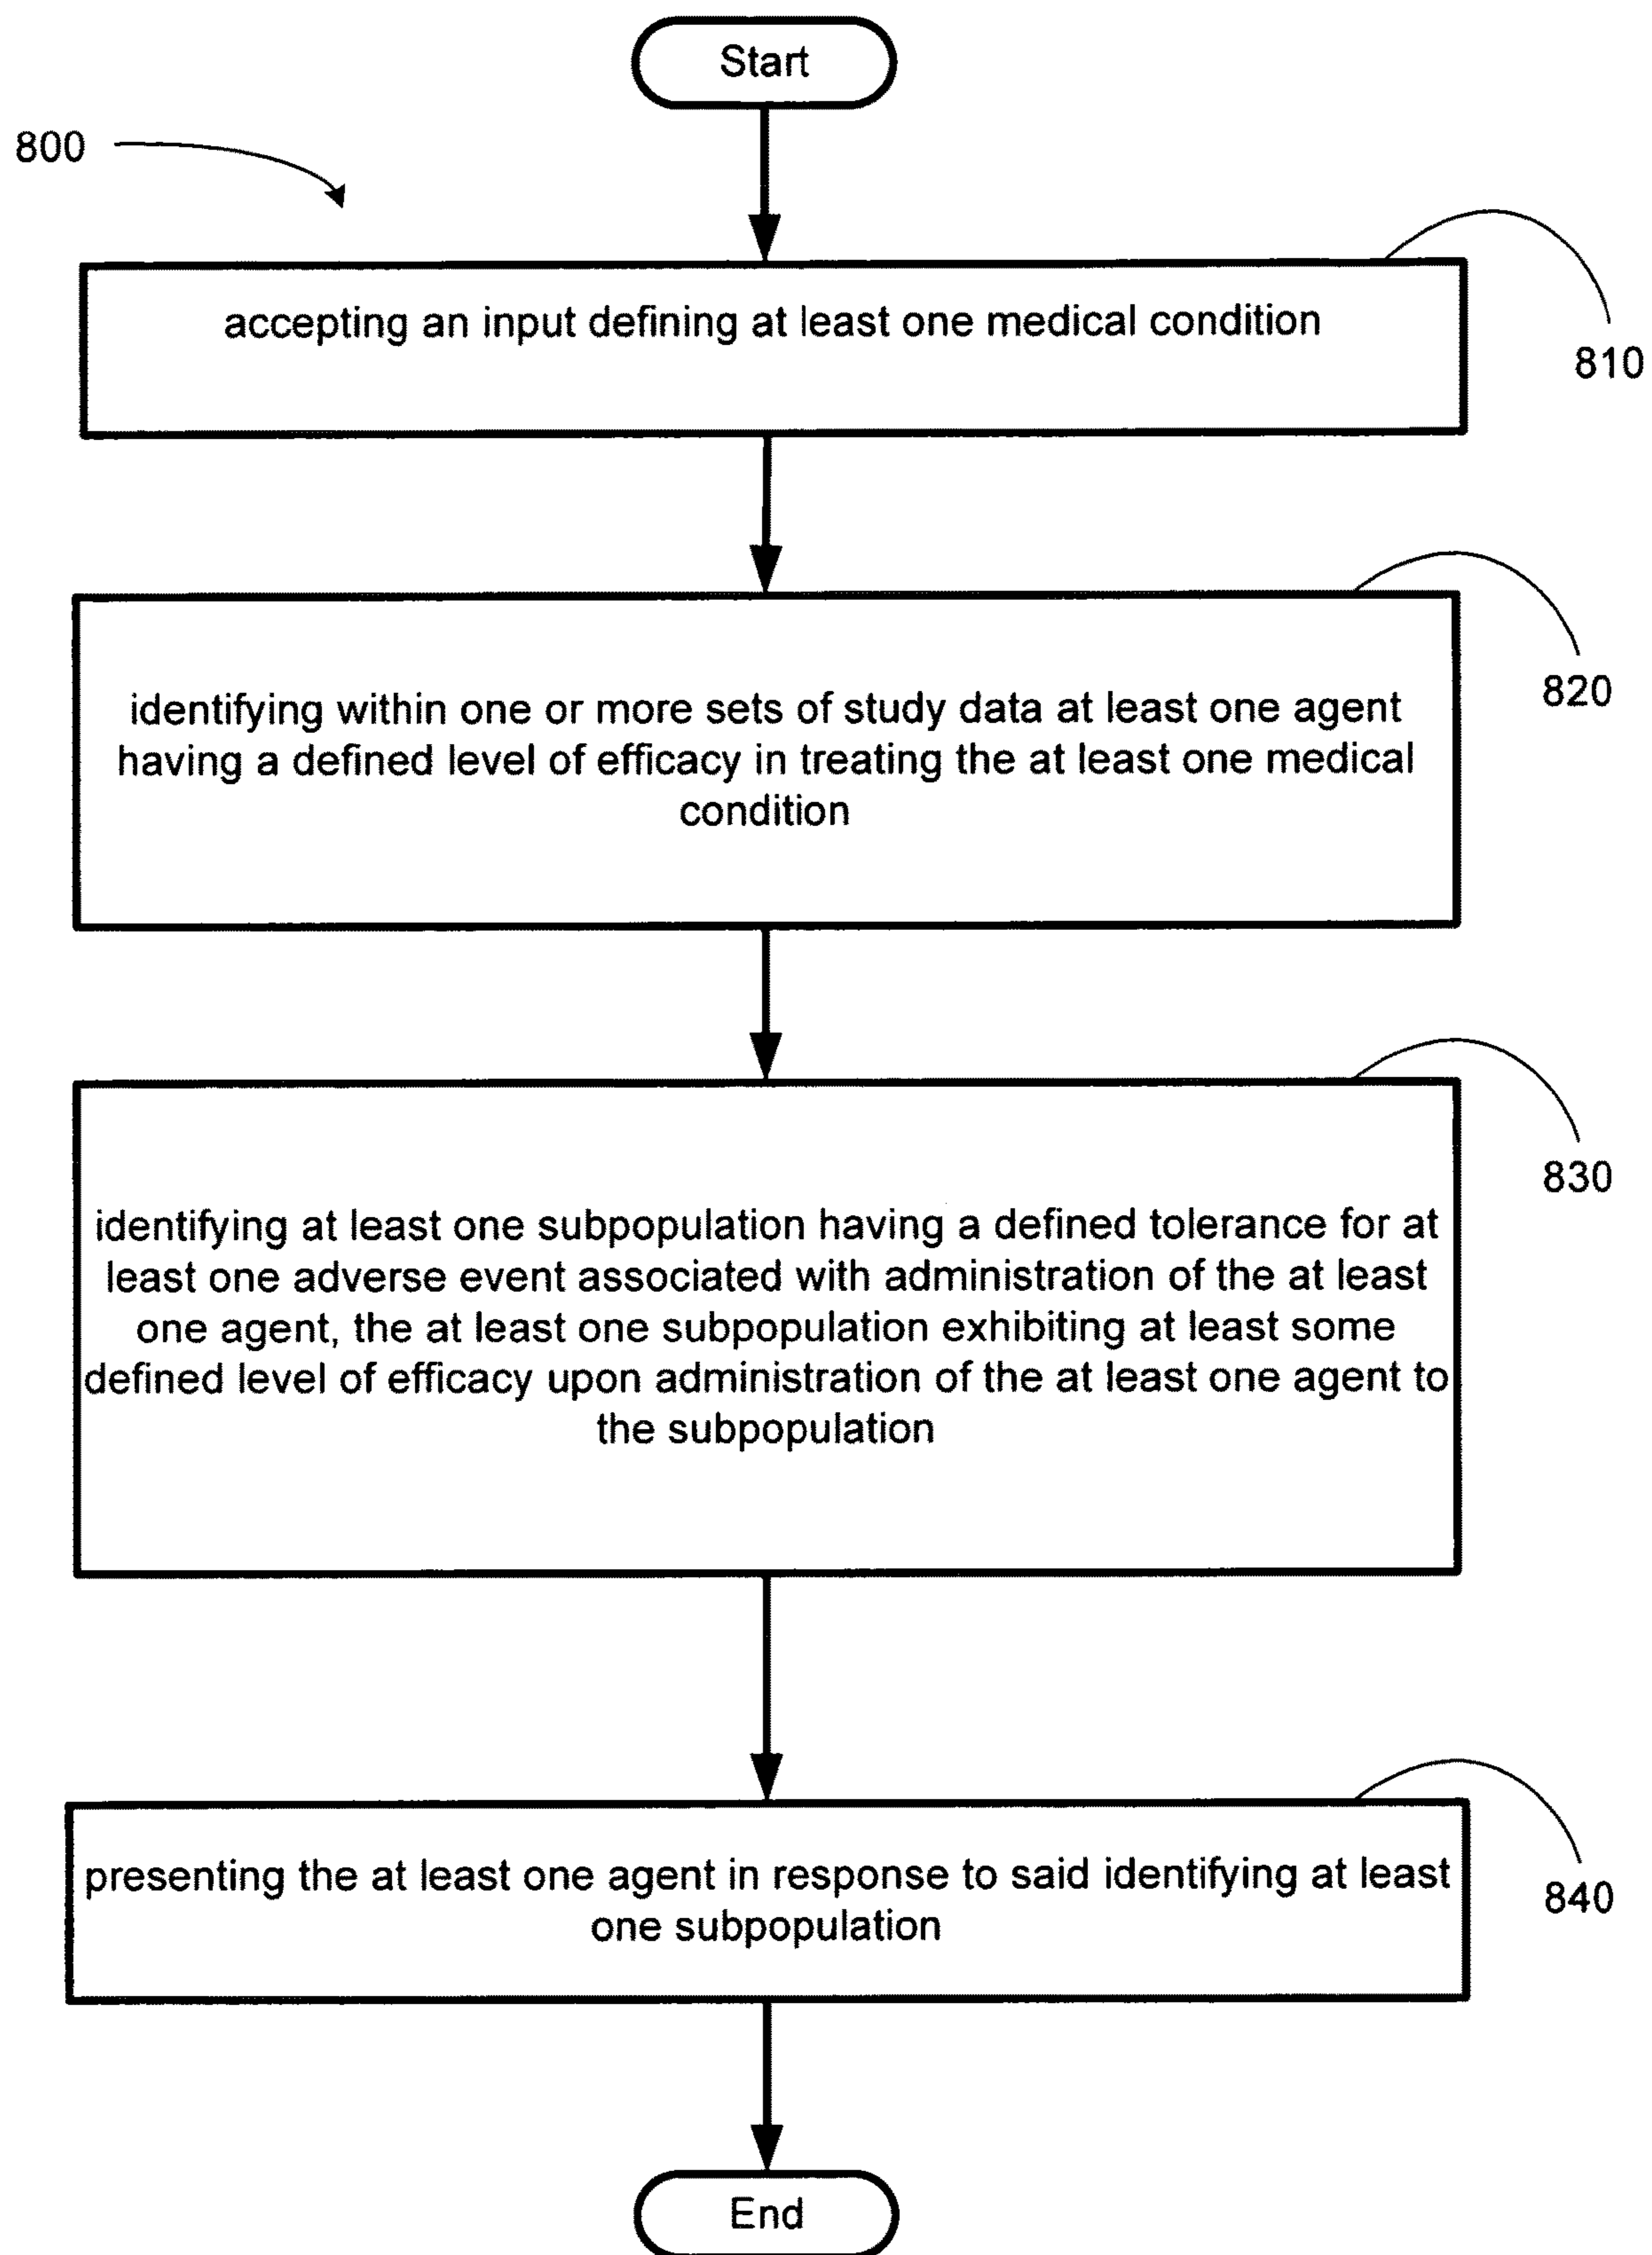 Start
800
accepting an input defining at least one medical condition
810
identifying within one or more sets of study data at least one agent
having a defined level of efficacy in treating the at least one medical
condition
820
identifying at least one subpopulation having a defined tolerance for at
least one adverse event associated with administration of the at least
one agent, the at least one subpopulation exhibiting at least some
defined level of efficacy upon administration of the at least one agent to
the subpopulation
830
presenting the at least one agent in response to said identifying at least
one subpopulation
840
End